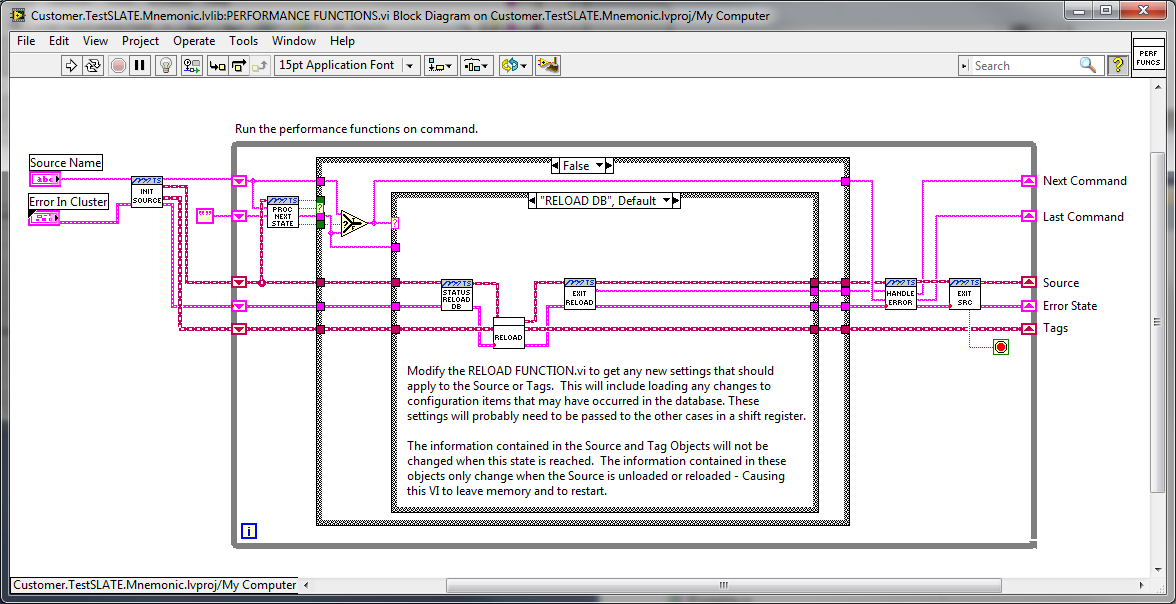 Customer.TestSLATE.Mnemonic.lvlib:PERFORMANCE FUNCTIONS.vi Block Diagram on Customer.TestSLATE.Mnemonic.lvproj/My Computer
File Edit View Project Operate Tools Window Help
15pt Application Font
Search
?
PERF
FUNCS
Run the performance functions on command.
Source Name
abc
Error In Cluster
TS
INIT
SOURCE
""
TS
PROC
NEXT
STATE
False
?
T
?
F
"RELOAD DB", Default
?
TS
STATUS
RELOAD
DB
RELOAD
TS
EXIT
RELOAD
TS
HANDLE
ERROR
TS
EXIT
SRC
Next Command
Last Command
Source
Error State
Tags
Modify the RELOAD FUNCTION.vi to get any new settings that should
apply to the Source or Tags.  This will include loading any changes to
configuration items that may have occurred in the database. These
settings will probably need to be passed to the other cases in a shift register.
The information contained in the Source and Tag Objects will not be
changed when this state is reached.  The information contained in these
objects only change when the Source is unloaded or reloaded - Causing
this VI to leave memory and to restart.
i
Customer.TestSLATE.Mnemonic.lvproj/My Computer